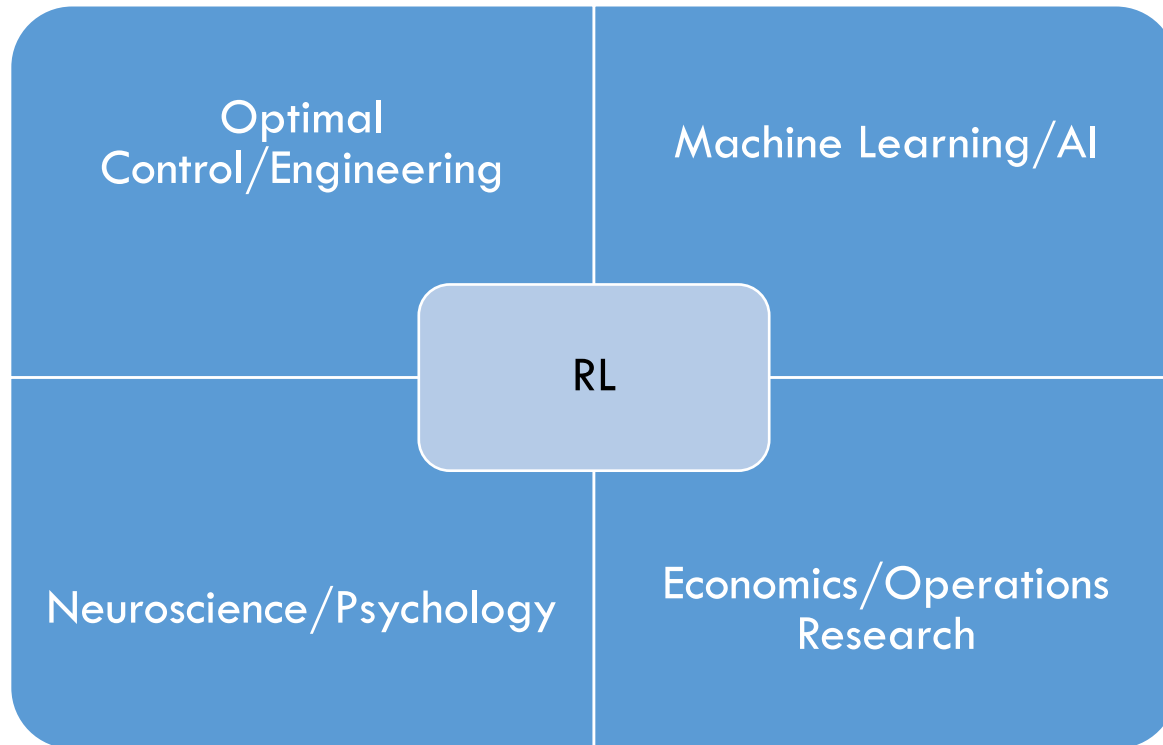 Optimal
Control/Engineering
Machine Learning/AI
RL
Neuroscience/Psychology
Economics/Operations
Research